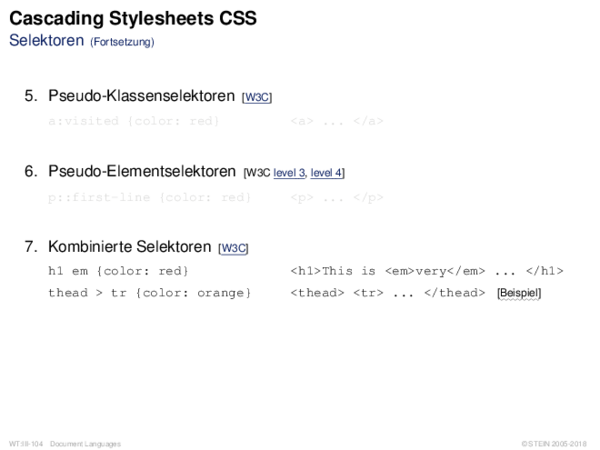 Cascading Stylesheets CSS
Selektoren (Fortsetzung)
5. Pseudo-Klassenselektoren [W3C]
a:visited {color: red} <a> ... </a>
6. Pseudo-Elementselektoren [W3C level 3, level 4]
p::first-line {color: red} <p> ... </p>
7. Kombinierte Selektoren [W3C]
h1 em {color: red} <h1>This is <em>very</em> ... </h1>
thead > tr {color: orange} <thead> <tr> ... </thead> [Beispiel]
WT:III-104 Document Languages © STEIN 2005-2018